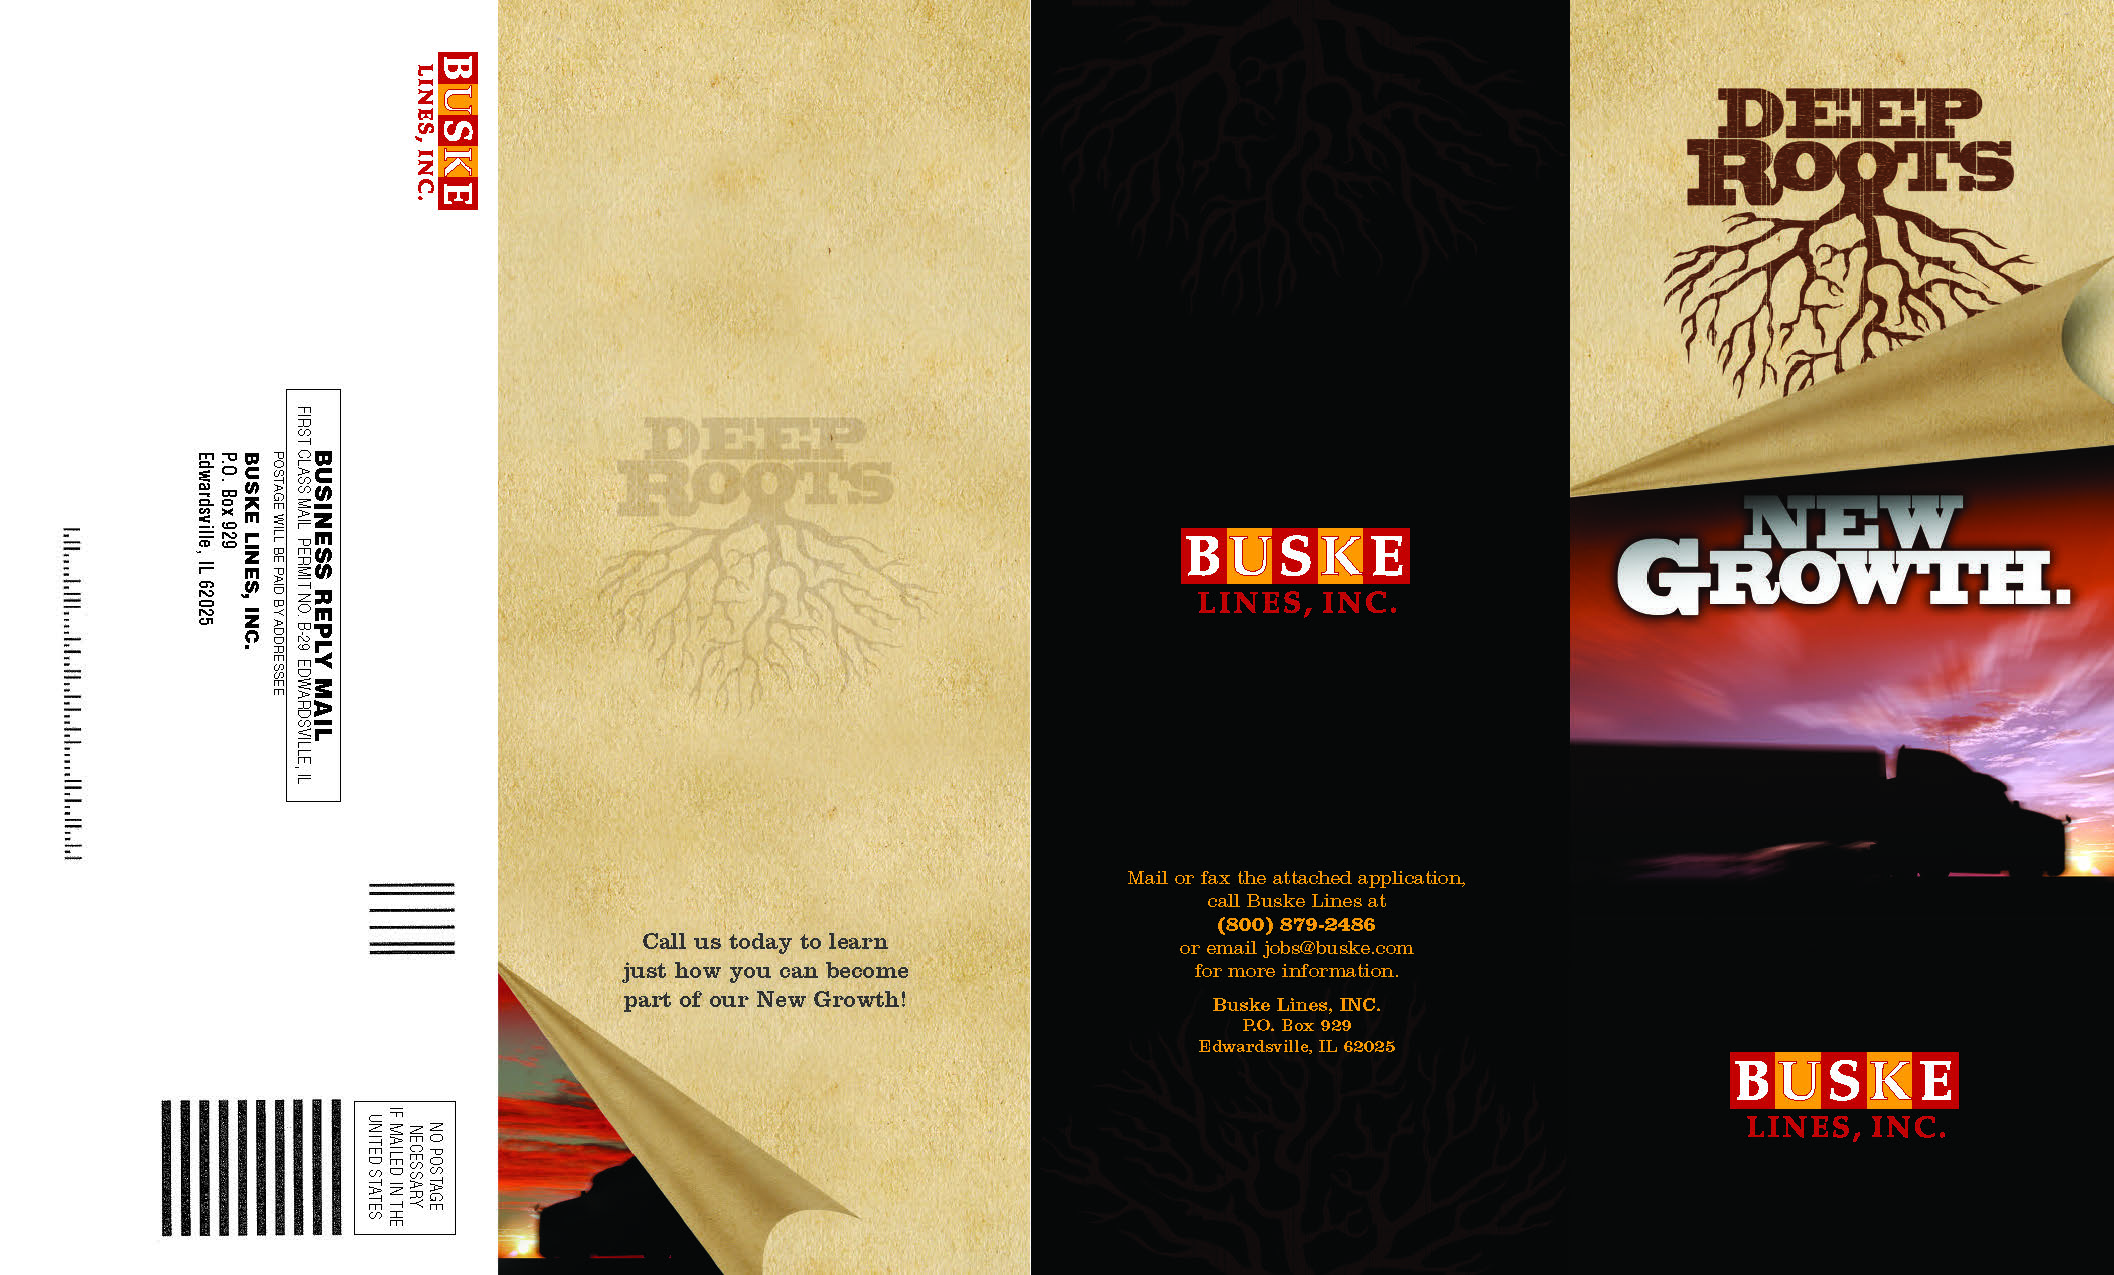 BUSKE
LINES, INC.
NO POSTAGE
NECESSARY
IF MAILED IN THE
UNITED STATES
BUSINESS REPLY MAIL
FIRST CLASS MAIL PERMIT NO. B-29 EDWARDSVILLE, IL
POSTAGE WILL BE PAID BY ADDRESSEE
BUSKE LINES, INC.
P.O. Box 929
Edwardsville, IL 62025
DEEP
ROOTS
Call us today to learn
just how you can become
part of our New Growth!
BUSKE
LINES, INC.
Mail or fax the attached application,
call Buske Lines at
(800) 879-2486
or email jobs@buske.com
for more information.
Buske Lines, INC.
P.O. Box 929
Edwardsville, IL 62025
DEEP
ROOTS
NEW
GROWTH.
BUSKE
LINES, INC.